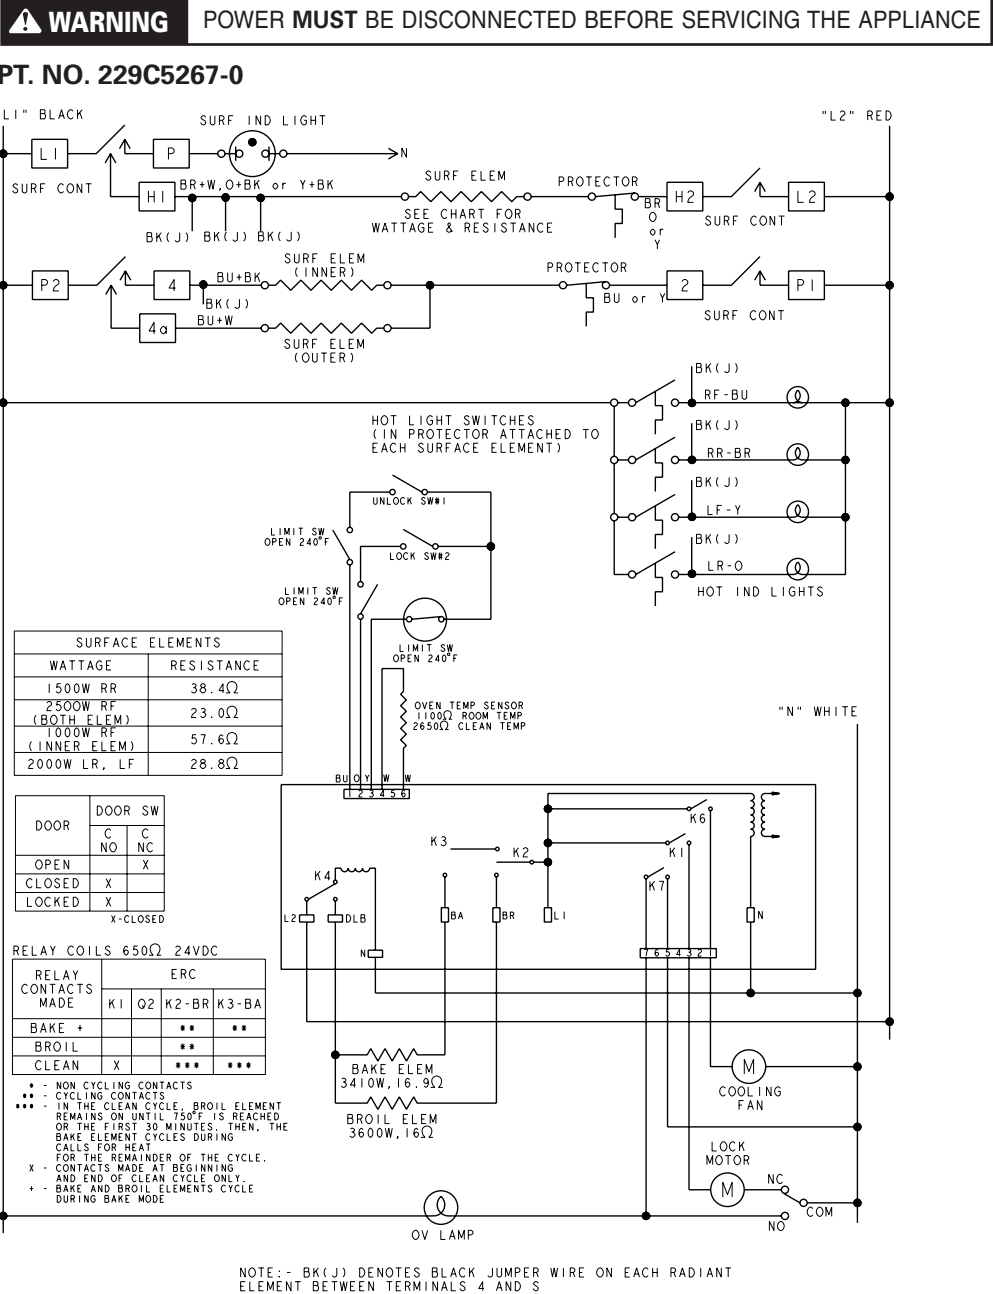 WARNING POWER MUST BE DISCONNECTED BEFORE SERVICING THE APPLIANCE
PT. NO. 229C5267-0
L1" BLACK
"L2" RED
SURF IND LIGHT
L1
P
N
SURF CONT
H1
BR+W,O+BK or Y+BK
SURF ELEM
SEE CHART FOR
WATTAGE & RESISTANCE
PROTECTOR
BR
O
or
Y
H2
L2
SURF CONT
BK(J) BK(J) BK(J)
P2
4
BU+BK
SURF ELEM
(INNER)
BK(J)
4a
BU+W
SURF ELEM
(OUTER)
PROTECTOR
BU or Y
2
P1
SURF CONT
BK(J)
RF-BU
HOT LIGHT SWITCHES
(IN PROTECTOR ATTACHED TO
EACH SURFACE ELEMENT)
BK(J)
RR-BR
BK(J)
LF-Y
BK(J)
LR-O
HOT IND LIGHTS
UNLOCK SW#1
LIMIT SW
OPEN 240°F
LOCK SW#2
LIMIT SW
OPEN 240°F
LIMIT SW
OPEN 240°F
SURFACE ELEMENTS
WATTAGE RESISTANCE
1500W RR 38.4Ω
2500W RF
(BOTH ELEM) 23.0Ω
1000W RF
(INNER ELEM) 57.6Ω
2000W LR, LF 28.8Ω
OVEN TEMP SENSOR
1100Ω ROOM TEMP
2650Ω CLEAN TEMP
"N" WHITE
BU O Y W W
1 2 3 4 5 6
DOOR DOOR SW
C
NO
C
NC
OPEN X
CLOSED X
LOCKED X
X-CLOSED
K3
K2
K4
K6
K1
K7
L2
DLB
BA
BR
L1
N
N
7 6 5 4 3 2 1
RELAY COILS 650Ω 24VDC
RELAY
CONTACTS
MADE
ERC
K1 Q2 K2-BR K3-BA
BAKE + ** **
BROIL **
CLEAN X *** ***
* - NON CYCLING CONTACTS
** - CYCLING CONTACTS
*** - IN THE CLEAN CYCLE, BROIL ELEMENT
REMAINS ON UNTIL 750°F IS REACHED
OR THE FIRST 30 MINUTES. THEN, THE
BAKE ELEMENT CYCLES DURING
CALLS FOR HEAT
FOR THE REMAINDER OF THE CYCLE.
X - CONTACTS MADE AT BEGINNING
AND END OF CLEAN CYCLE ONLY.
+ - BAKE AND BROIL ELEMENTS CYCLE
DURING BAKE MODE
BAKE ELEM
3410W,16.9Ω
BROIL ELEM
3600W,16Ω
M
COOLING
FAN
LOCK
MOTOR
M
NC
COM
NO
OV LAMP
NOTE:- BK(J) DENOTES BLACK JUMPER WIRE ON EACH RADIANT
ELEMENT BETWEEN TERMINALS 4 AND S